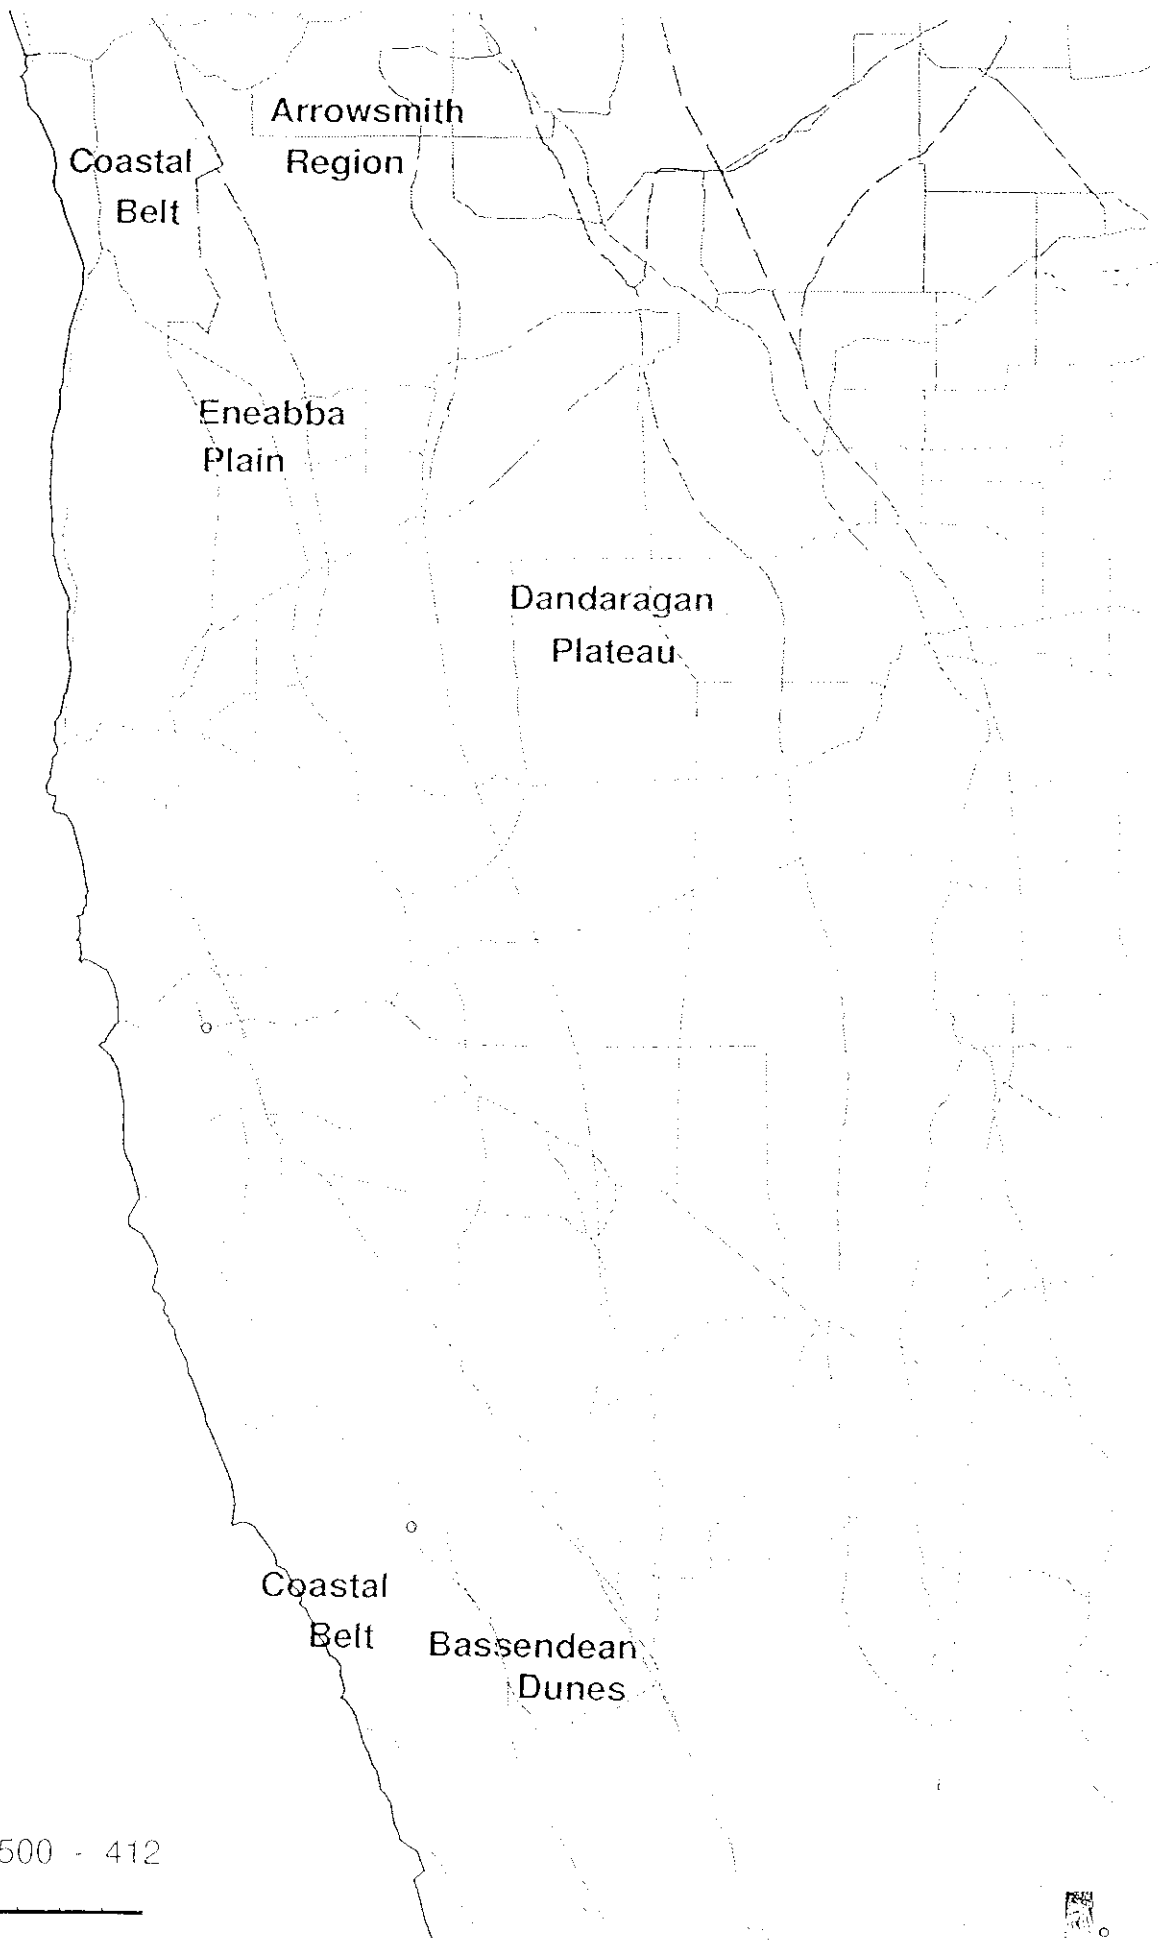 Arrowsmith
Region
Coastal
Belt
Eneabba
Plain
Dandaragan
Plateau
Coastal
Belt
Bassendean
Dunes
500 - 412